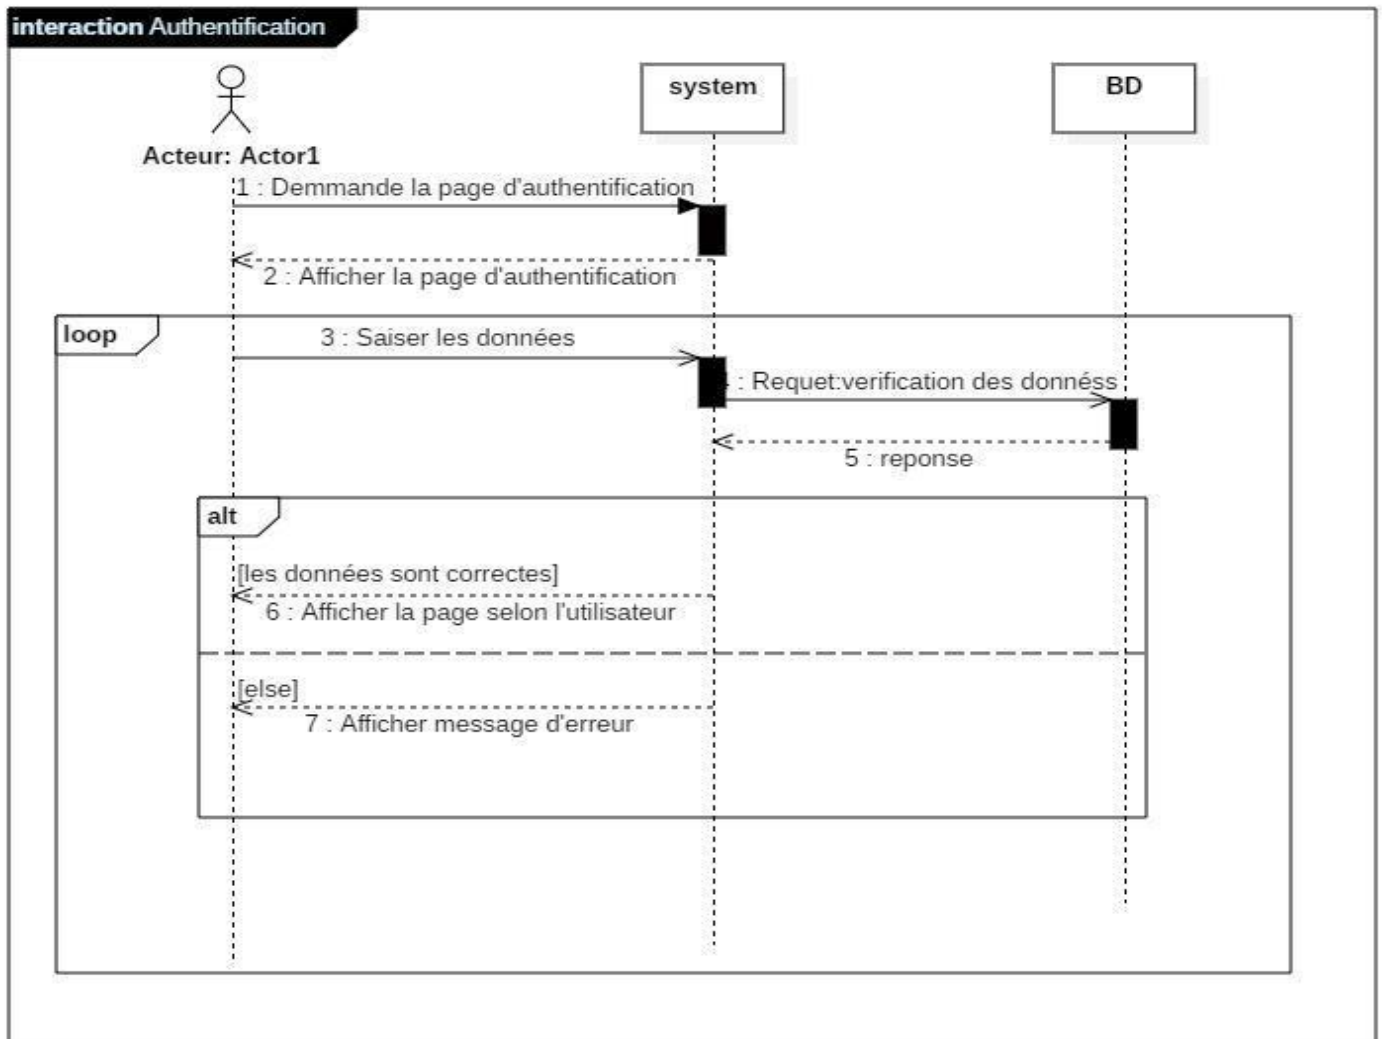 interaction Authentification
system
BD
Acteur: Actor1
1 : Demmande la page d'authentification
2 : Afficher la page d'authentification
loop
3 : Saiser les données
4 : Requet:verification des donnéss
5 : reponse
alt
[les données sont correctes]
6 : Afficher la page selon l'utilisateur
[else]
7 : Afficher message d'erreur